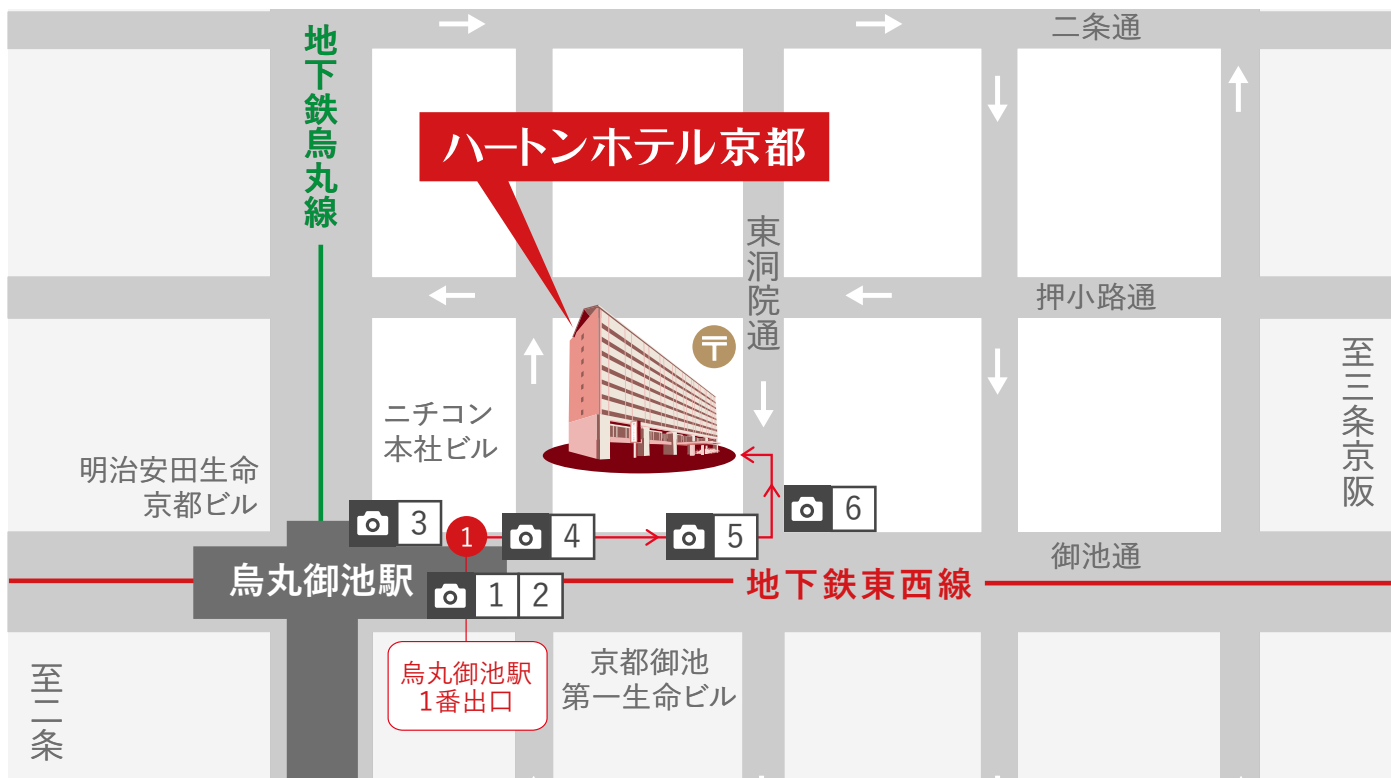 二条通
地下鉄烏丸線
ハートンホテル京都
東洞院通
押小路通
〒
至三条京阪
ニチコン
本社ビル
明治安田生命
京都ビル
3
1
4
5
6
御池通
烏丸御池駅
1 2
地下鉄東西線
烏丸御池駅
1番出口
京都御池
第一生命ビル
至二条